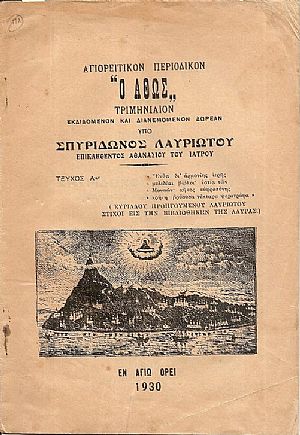 ΑΓΙΟΡΕΙΤΙΚΟΝ ΠΕΡΙΟΔΙΚΟΝ
"Ο ΑΘΩΣ„
ΤΡΙΜΗΝΙΑΙΟΝ
ΕΚΔΙΔΟΜΕΝΟΝ ΚΑΙ ΔΙΑΝΕΜΟΜΕΝΟΝ ΔΩΡΕΑΝ
ΥΠΟ
ΣΠΥΡΙΔΩΝΟΣ ΛΑΥΡΙΩΤΟΥ
ΕΠΙΚΛΗΘΕΝΤΟΣ ΑΘΑΝΑΣΙΟΥ ΤΟΥ ΙΑΤΡΟΥ
ΤΕΥΧΟΣ Αον
(ΚΥΡΙΛΛΟΥ ΠΡΟΗΓΟΥΜΕΝΟΥ ΛΑΥΡΙΩΤΟΥ
ΣΤΙΧΟΙ ΕΙΣ ΤΗΝ ΒΙΒΛΙΟΘΗΚΗΝ ΤΗΣ ΛΑΥΡΑΣ)
ΕΝ ΑΓΙΩ ΟΡΕΙ
1930